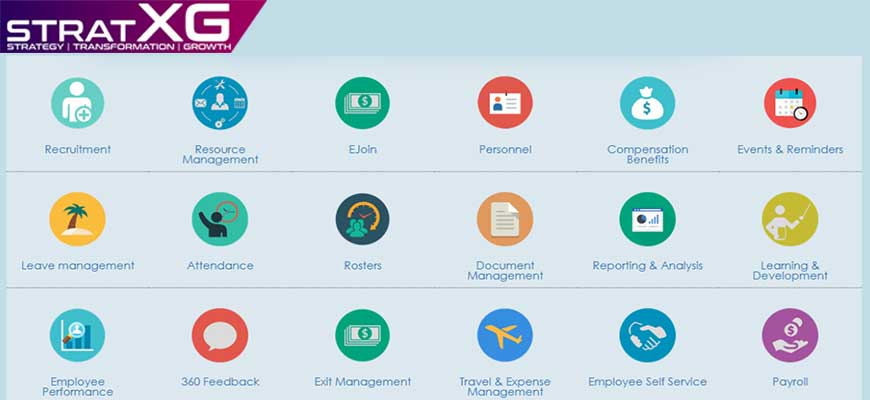 STRATXG
STRATEGY | TRANSFORMATION | GROWTH
Recruitment
Resource
Management
EJoin
Personnel
Compensation
Benefits
Events & Reminders
Leave management
Attendance
Rosters
Document
Management
Reporting & Analysis
Learning &
Development
Employee
Performance
360 Feedback
Exit Management
Travel & Expense
Management
Employee Self Service
Payroll